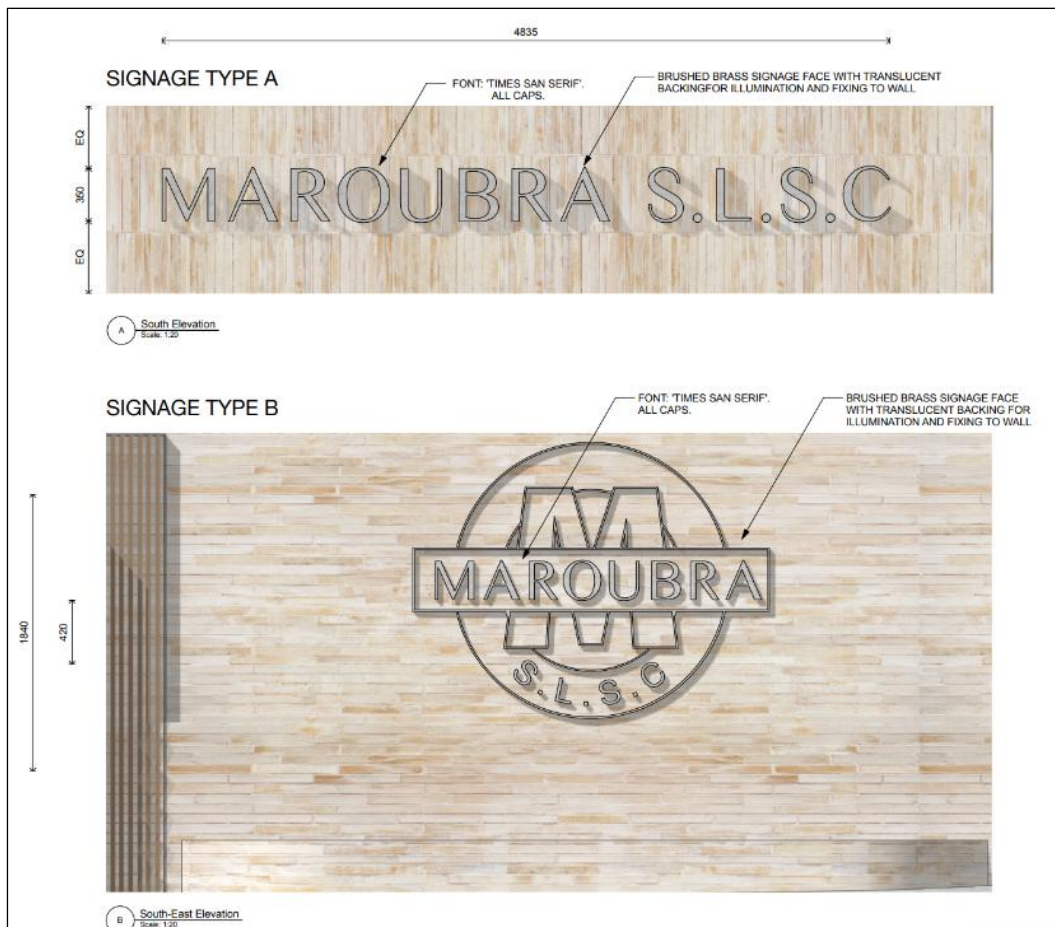 4835
SIGNAGE TYPE A
FONT: 'TIMES SAN SERIF'.
ALL CAPS.
BRUSHED BRASS SIGNAGE FACE WITH TRANSLUCENT
BACKINGFOR ILLUMINATION AND FIXING TO WALL
EQ
350
EQ
MAROUBRA S.L.S.C
A
South Elevation
Scale: 1:20
SIGNAGE TYPE B
FONT: 'TIMES SAN SERIF'.
ALL CAPS.
BRUSHED BRASS SIGNAGE FACE
WITH TRANSLUCENT BACKING FOR
ILLUMINATION AND FIXING TO WALL
1840
420
M
MAROUBRA
S.L.S.C
B
South-East Elevation
Scale: 1:20